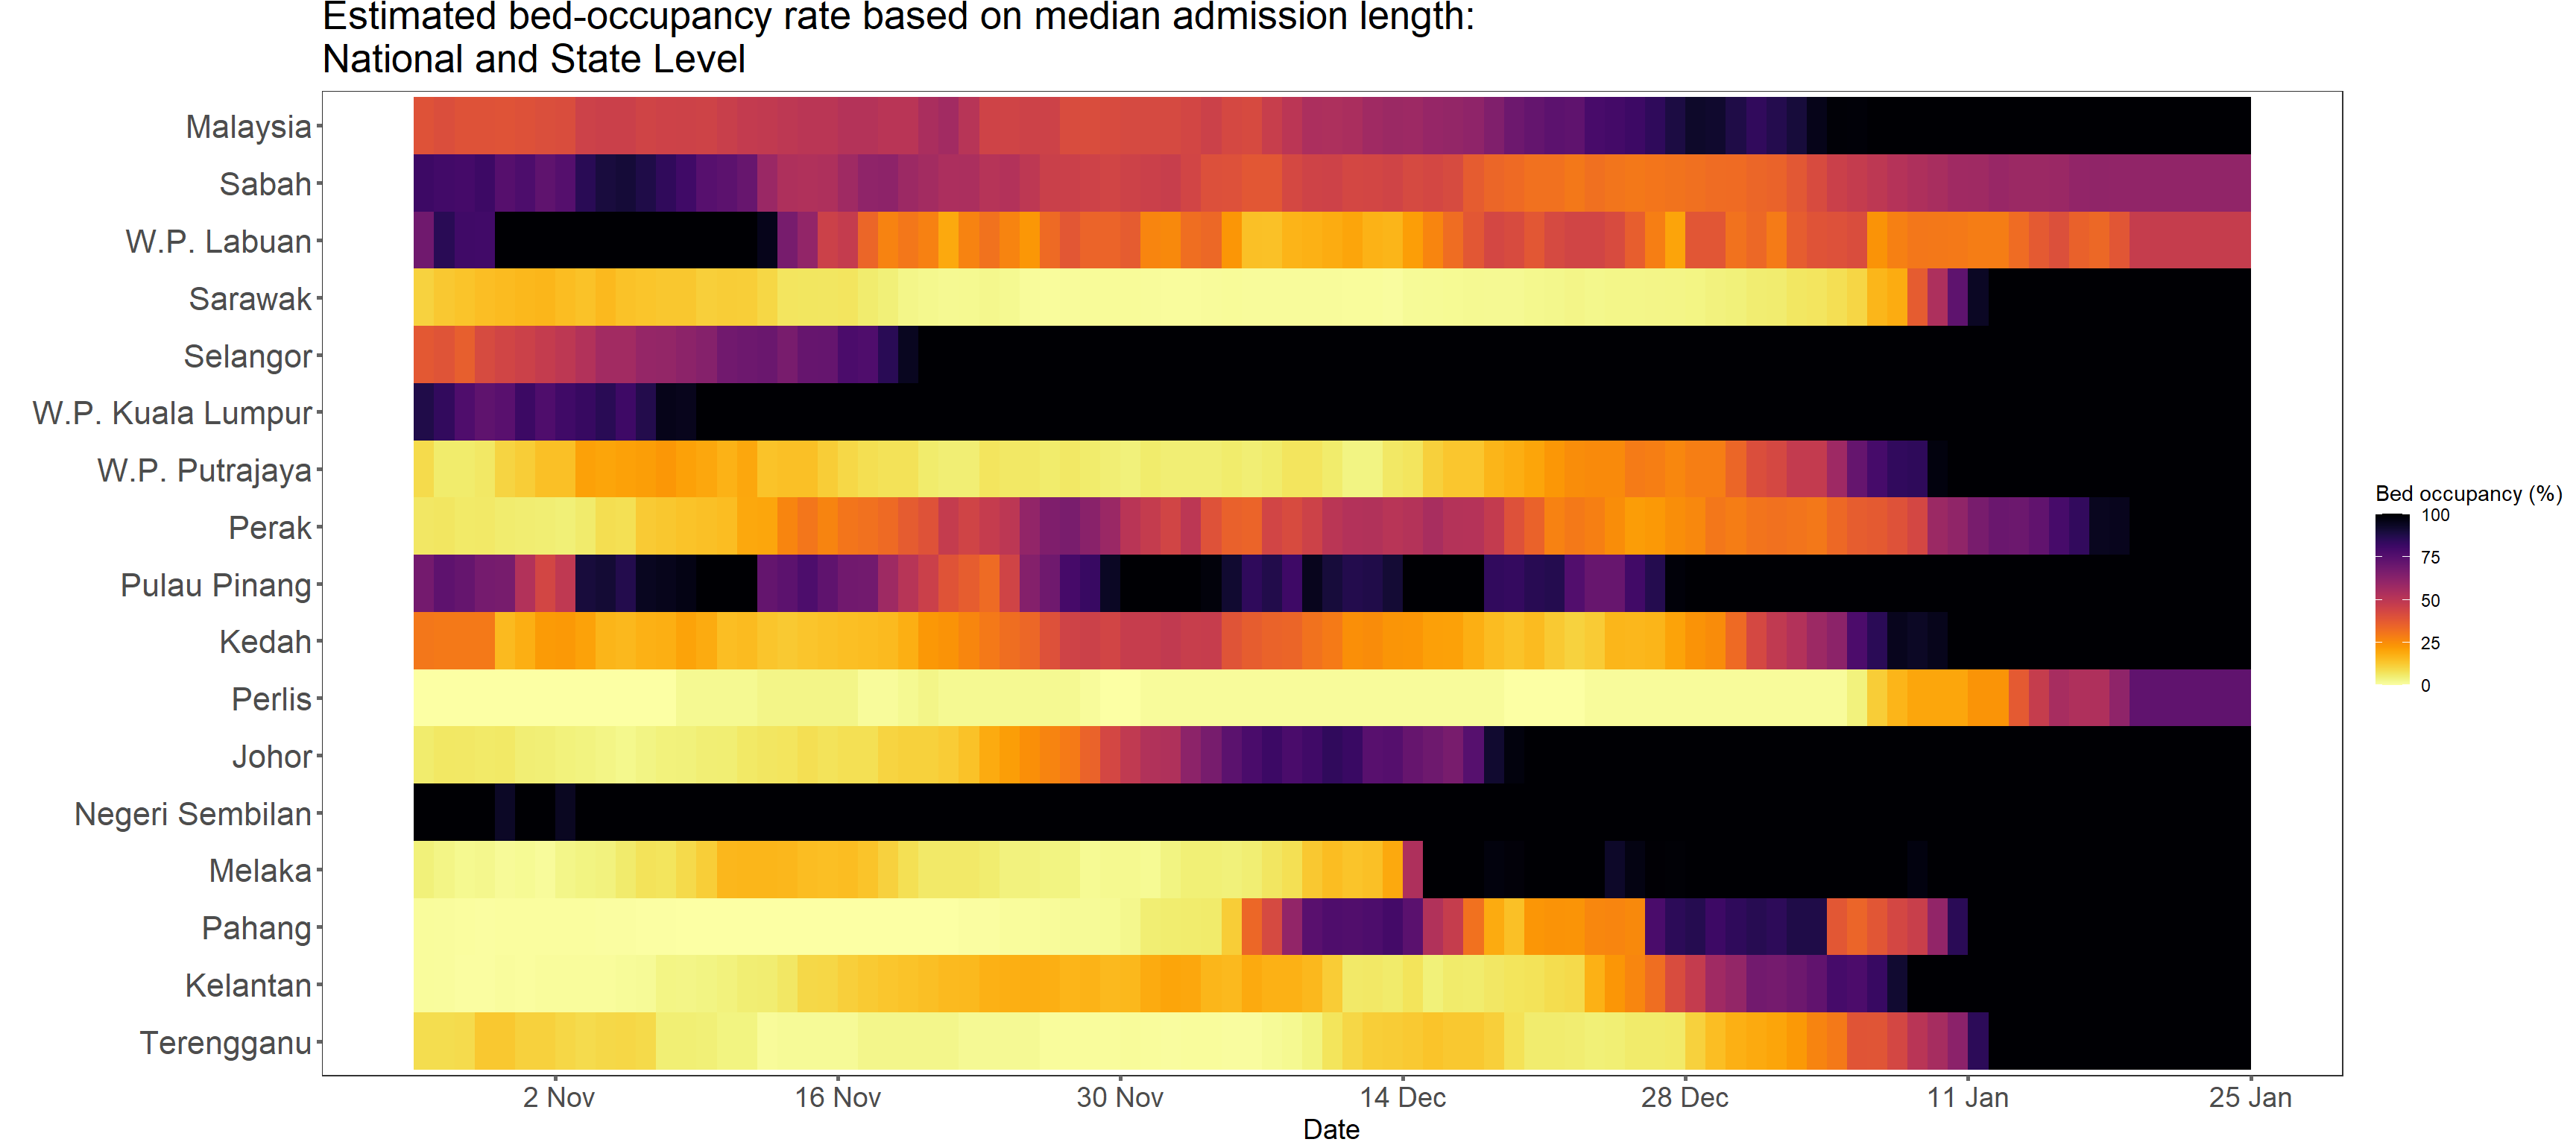 Estimated bed-occupancy rate based on median admission length:
National and State Level
Malaysia
Sabah
W.P. Labuan
Sarawak
Selangor
W.P. Kuala Lumpur
W.P. Putrajaya
Perak
Pulau Pinang
Kedah
Perlis
Johor
Negeri Sembilan
Melaka
Pahang
Kelantan
Terengganu
2 Nov 16 Nov 30 Nov 14 Dec 28 Dec 11 Jan 25 Jan
Date
Bed occupancy (%)
100
75
50
25
0